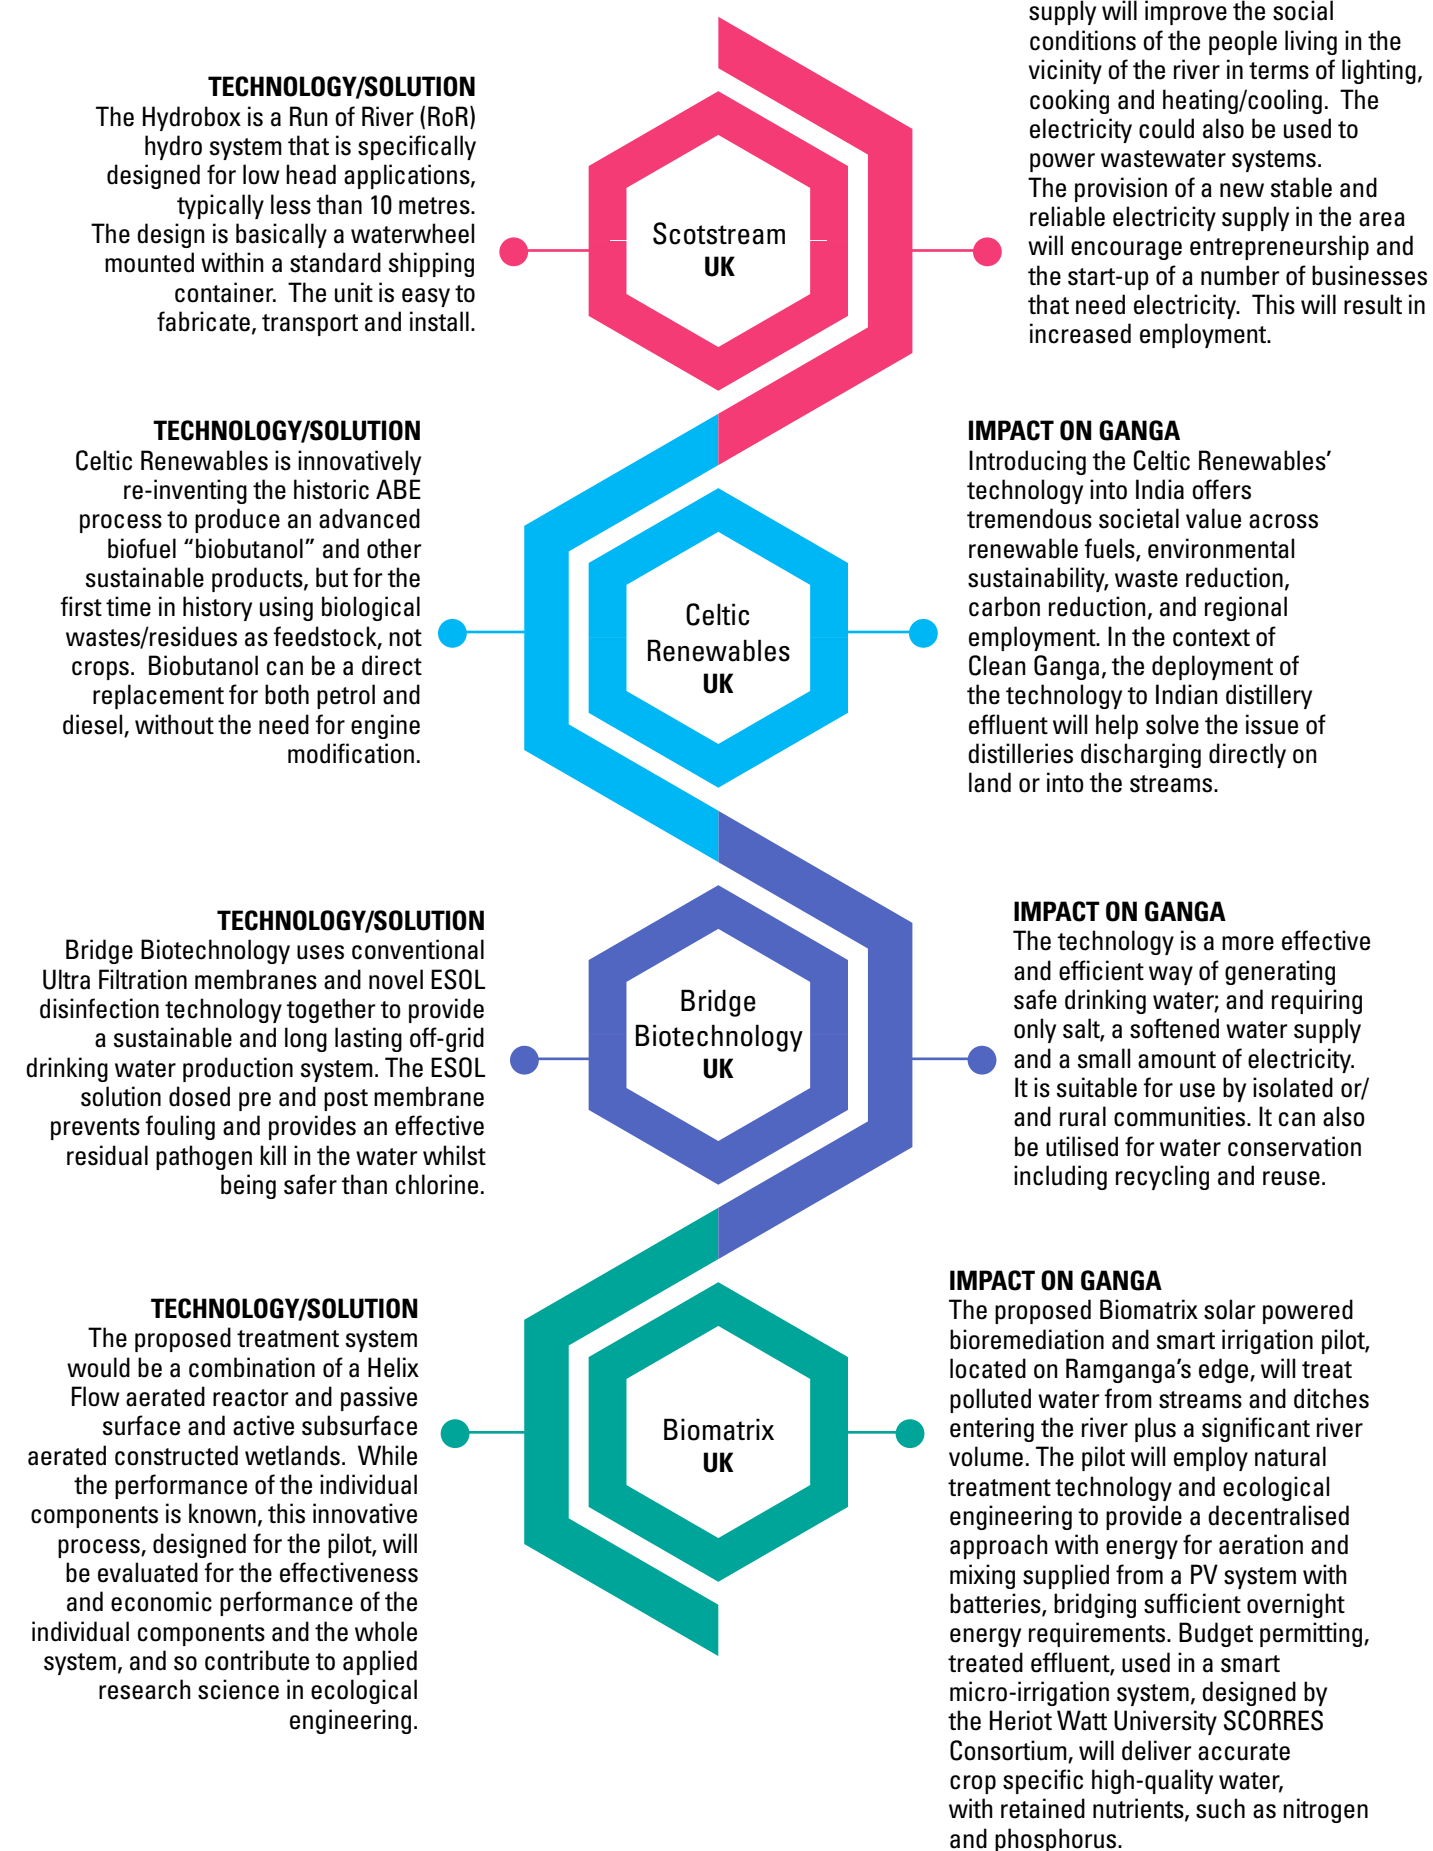 TECHNOLOGY/SOLUTION
The Hydrobox is a Run of River (RoR)
hydro system that is specifically
designed for low head applications,
typically less than 10 metres.
The design is basically a waterwheel
mounted within a standard shipping
container.  The unit is easy to
fabricate, transport and install.
Scotstream
UK
supply will improve the social
conditions of the people living in the
vicinity of the river in terms of lighting,
cooking and heating/cooling.  The
electricity could also be used to
power wastewater systems.
The provision of a new stable and
reliable electricity supply in the area
will encourage entrepreneurship and
the start-up of a number of businesses
that need electricity.  This will result in
increased employment.
TECHNOLOGY/SOLUTION
Celtic Renewables is innovatively
re-inventing the historic ABE
process to produce an advanced
biofuel “biobutanol” and other
sustainable products, but for the
first time in history using biological
wastes/residues as feedstock, not
crops.  Biobutanol can be a direct
replacement for both petrol and
diesel, without the need for engine
modification.
Celtic
Renewables
UK
IMPACT ON GANGA
Introducing the Celtic Renewables’
technology into India offers
tremendous societal value across
renewable fuels, environmental
sustainability, waste reduction,
carbon reduction, and regional
employment. In the context of
Clean Ganga, the deployment of
the technology to Indian distillery
effluent will help solve the issue of
distilleries discharging directly on
land or into the streams.
TECHNOLOGY/SOLUTION
Bridge Biotechnology uses conventional
Ultra Filtration membranes and novel ESOL
disinfection technology together to provide
a sustainable and long lasting off-grid
drinking water production system. The ESOL
solution dosed pre and post membrane
prevents fouling and provides an effective
residual pathogen kill in the water whilst
being safer than chlorine.
Bridge
Biotechnology
UK
IMPACT ON GANGA
The technology is a more effective
and efficient way of generating
safe drinking water; and requiring
only salt, a softened water supply
and a small amount of electricity.
It is suitable for use by isolated or/
and rural communities. It can also
be utilised for water conservation
including recycling and reuse.
TECHNOLOGY/SOLUTION
The proposed treatment system
would be a combination of a Helix
Flow aerated reactor and passive
surface and active subsurface
aerated constructed wetlands.  While
the performance of the individual
components is known, this innovative
process, designed for the pilot, will
be evaluated for the effectiveness
and economic performance of the
individual components and the whole
system, and so contribute to applied
research science in ecological
engineering.
Biomatrix
UK
IMPACT ON GANGA
The proposed Biomatrix solar powered
bioremediation and smart irrigation pilot,
located on Ramganga’s edge, will treat
polluted water from streams and ditches
entering the river plus a significant river
volume. The pilot will employ natural
treatment technology and ecological
engineering to provide a decentralised
approach with energy for aeration and
mixing supplied from a PV system with
batteries, bridging sufficient overnight
energy requirements. Budget permitting,
treated effluent, used in a smart
micro-irrigation system, designed by
the Heriot Watt University SCORRES
Consortium, will deliver accurate
crop specific high-quality water,
with retained nutrients, such as nitrogen
and phosphorus.